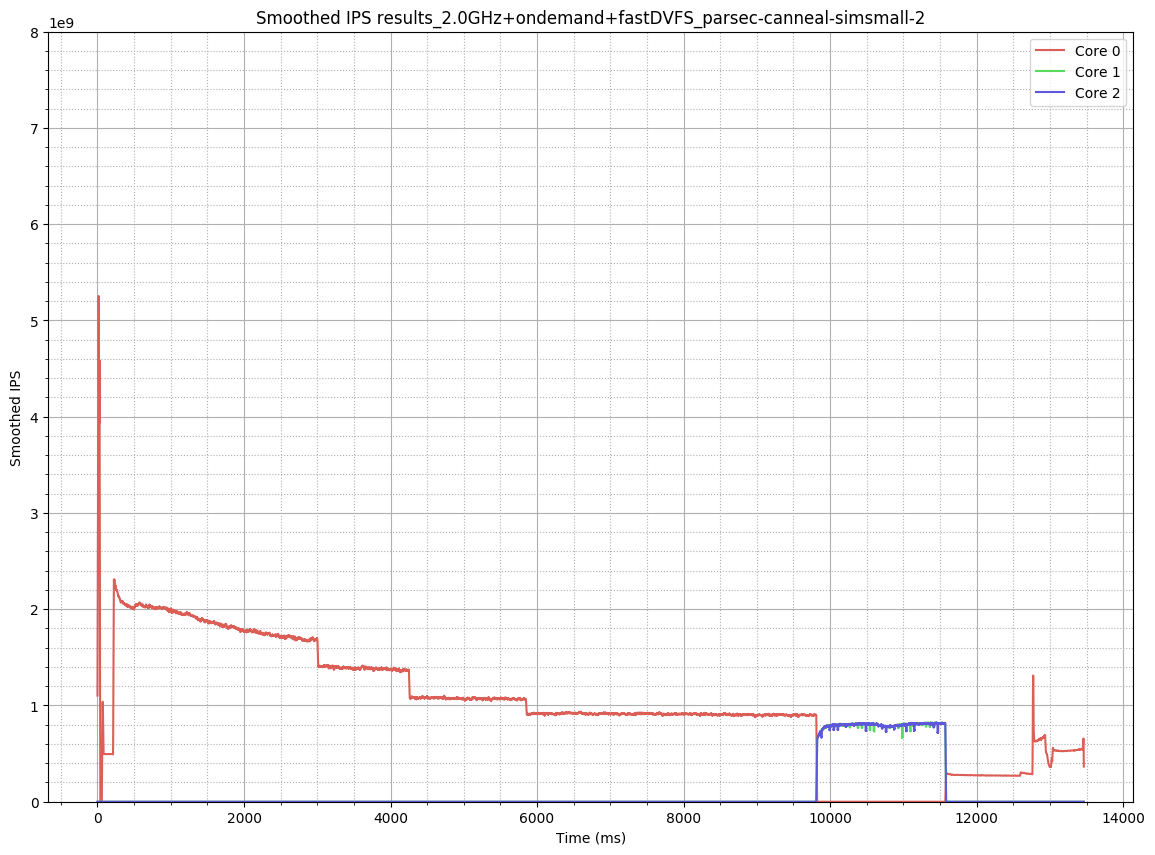 Smoothed IPS results_2.0GHz+ondemand+fastDVFS_parsec-canneal-simsmall-2
1e9
8
7
6
5
4
3
2
1
0
Smoothed IPS
Core 0
Core 1
Core 2
0 2000 4000 6000 8000 10000 12000 14000
Time (ms)